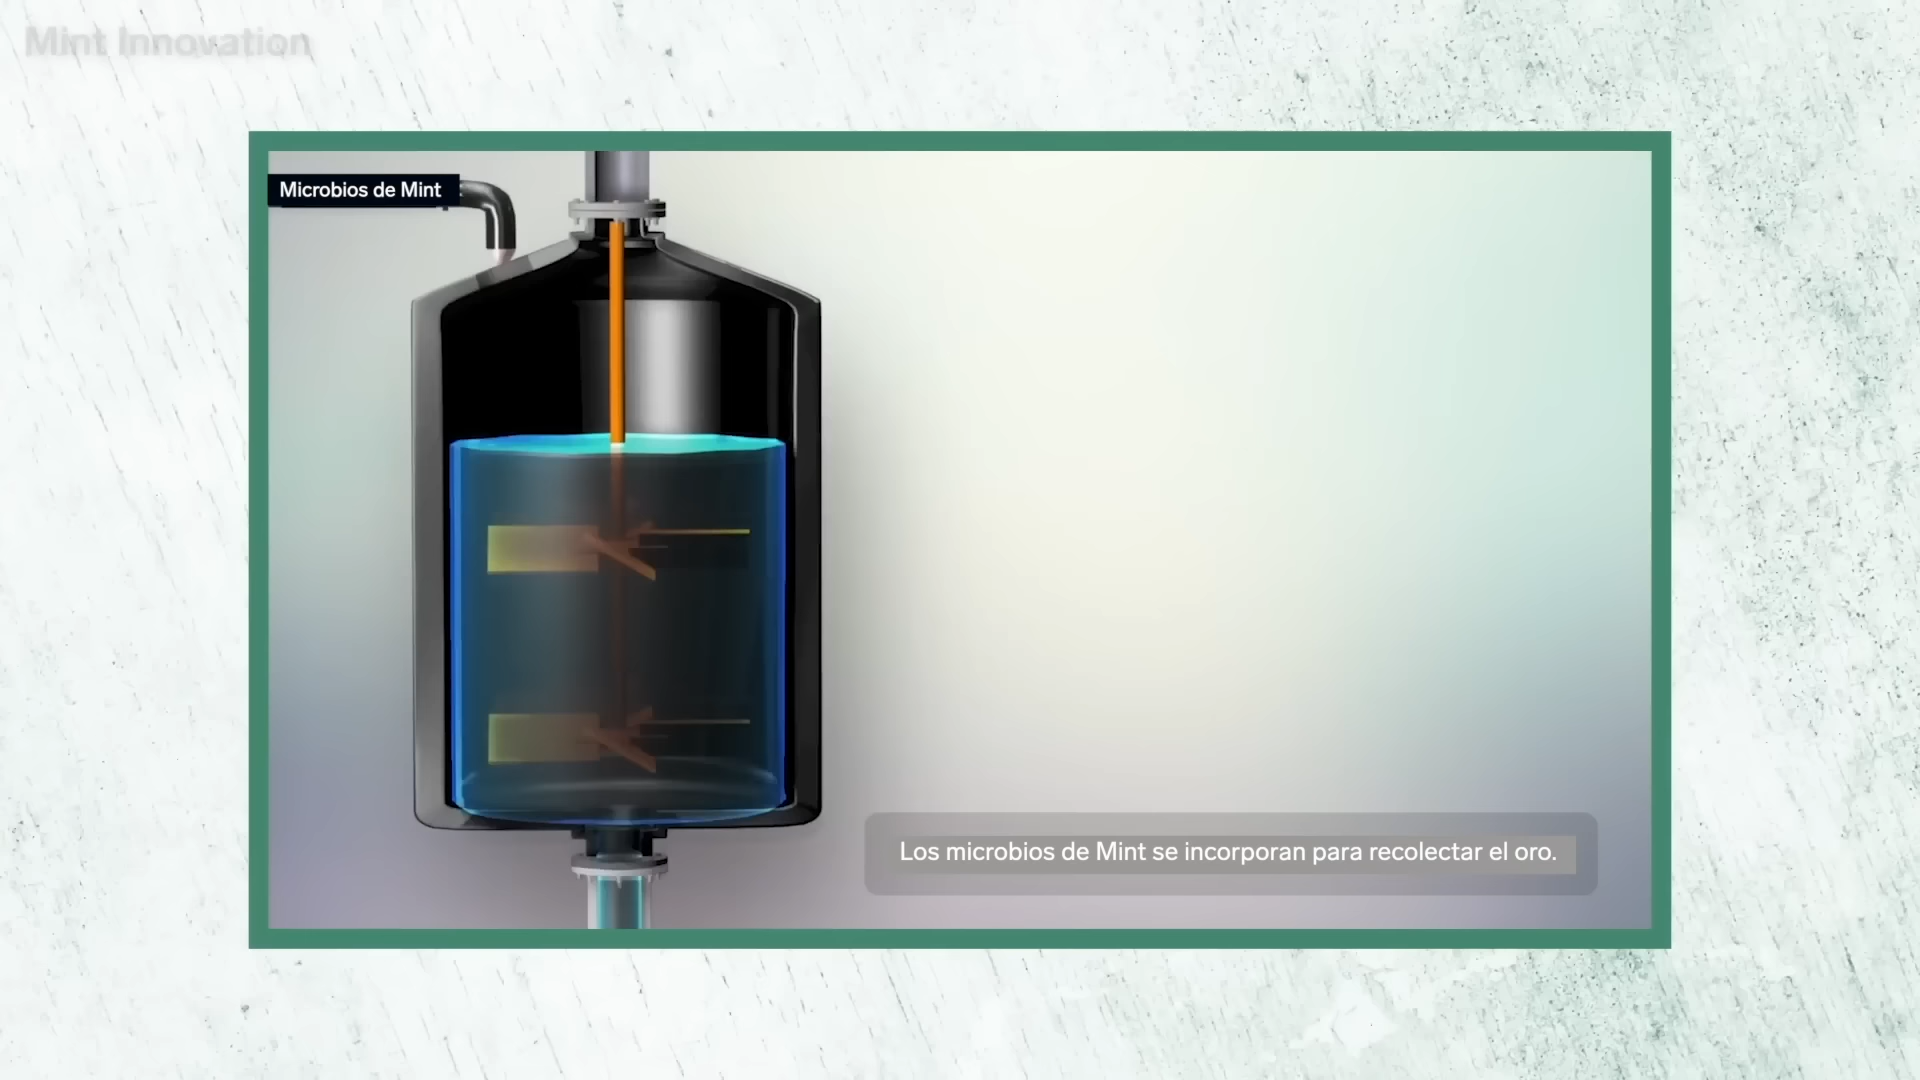 Mint Innovation
Microbios de Mint
Los microbios de Mint se incorporan para recolectar el oro.